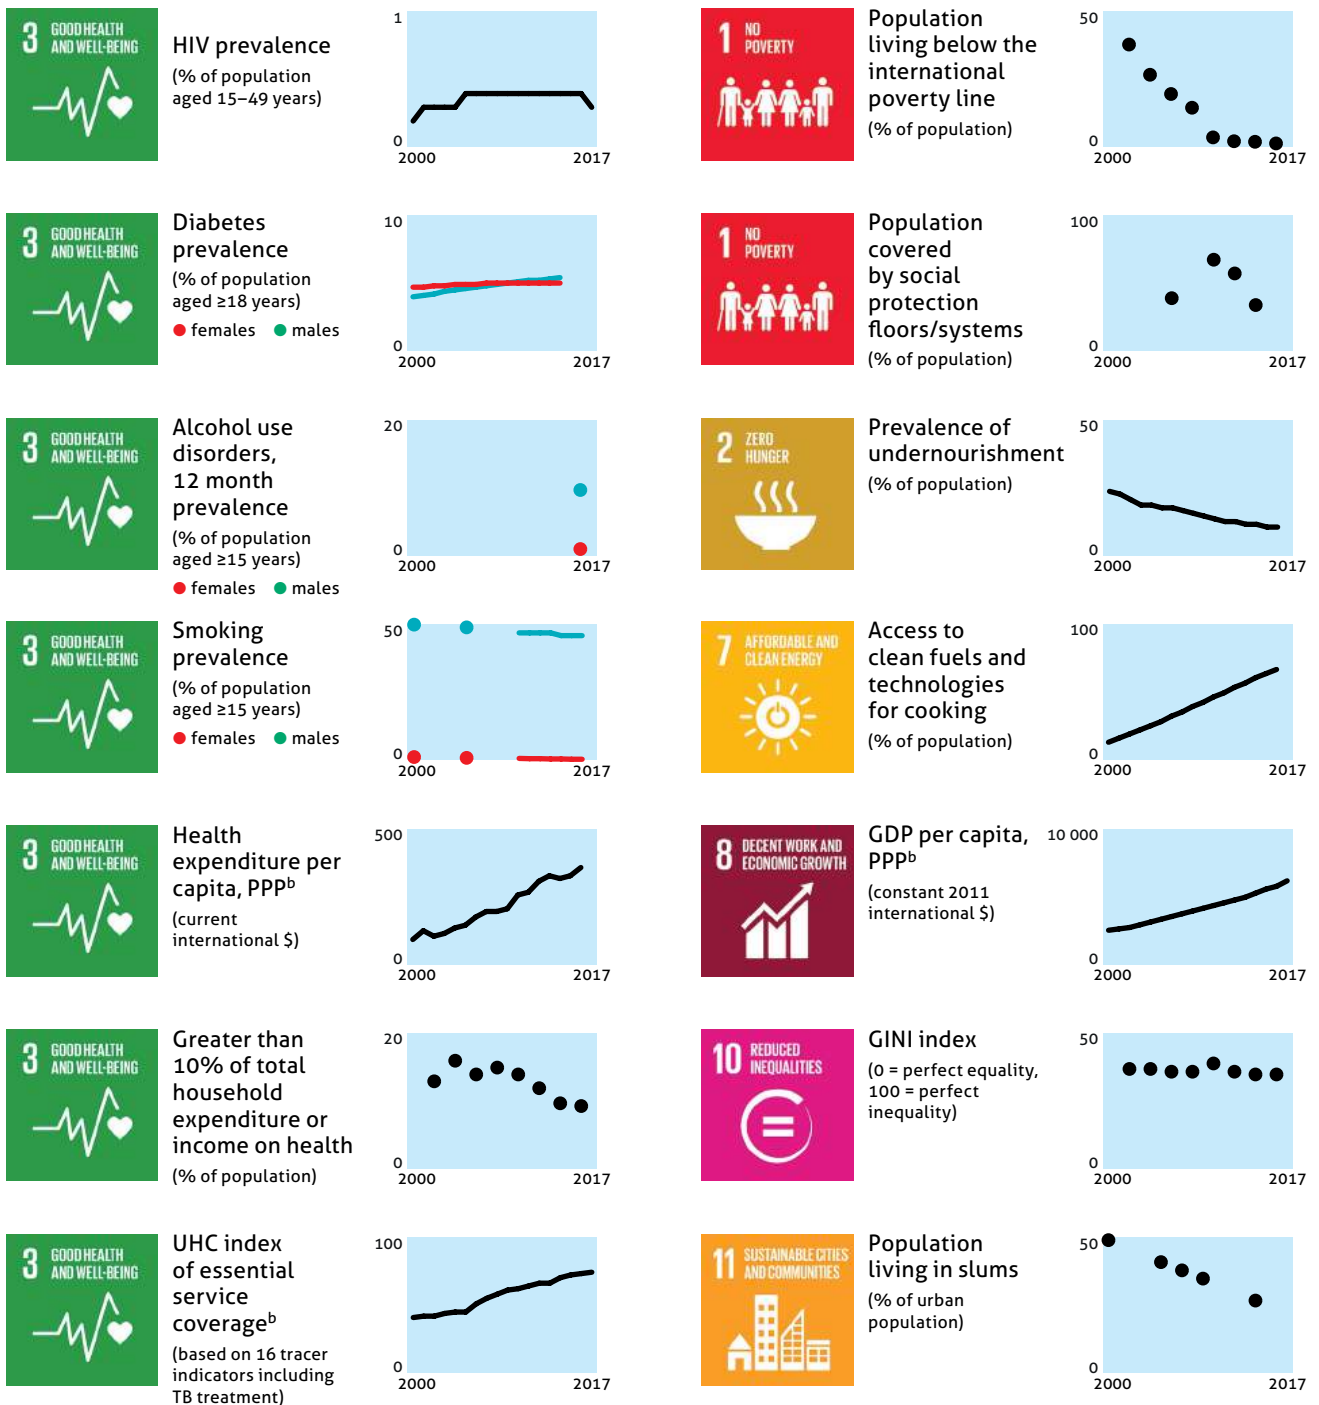 3 GOOD HEALTH
AND WELL-BEING
HIV prevalence
(% of population
aged 15–49 years)
1
0
2000
2017
3 GOOD HEALTH
AND WELL-BEING
Diabetes
prevalence
(% of population
aged ≥18 years)
females males
10
0
2000
2017
3 GOOD HEALTH
AND WELL-BEING
Alcohol use
disorders,
12 month
prevalence
(% of population
aged ≥15 years)
females males
20
0
2000
2017
3 GOOD HEALTH
AND WELL-BEING
Smoking
prevalence
(% of population
aged ≥15 years)
females males
50
0
2000
2017
3 GOOD HEALTH
AND WELL-BEING
Health
expenditure per
capita, PPPᵇ
(current
international $)
500
0
2000
2017
3 GOOD HEALTH
AND WELL-BEING
Greater than
10% of total
household
expenditure or
income on health
(% of population)
20
0
2000
2017
3 GOOD HEALTH
AND WELL-BEING
UHC index
of essential
service
coverageᵇ
(based on 16 tracer
indicators including
TB treatment)
100
0
2000
2017
1 NO
POVERTY
Population
living below the
international
poverty line
(% of population)
50
0
2000
2017
1 NO
POVERTY
Population
covered
by social
protection
floors/systems
(% of population)
100
0
2000
2017
2 ZERO
HUNGER
Prevalence of
undernourishment
(% of population)
50
0
2000
2017
7 AFFORDABLE AND
CLEAN ENERGY
Access to
clean fuels and
technologies
for cooking
(% of population)
100
0
2000
2017
8 DECENT WORK AND
ECONOMIC GROWTH
GDP per capita,
PPPᵇ
(constant 2011
international $)
10 000
0
2000
2017
10 REDUCED
INEQUALITIES
GINI index
(0 = perfect equality,
100 = perfect
inequality)
50
0
2000
2017
11 SUSTAINABLE CITIES
AND COMMUNITIES
Population
living in slums
(% of urban
population)
50
0
2000
2017